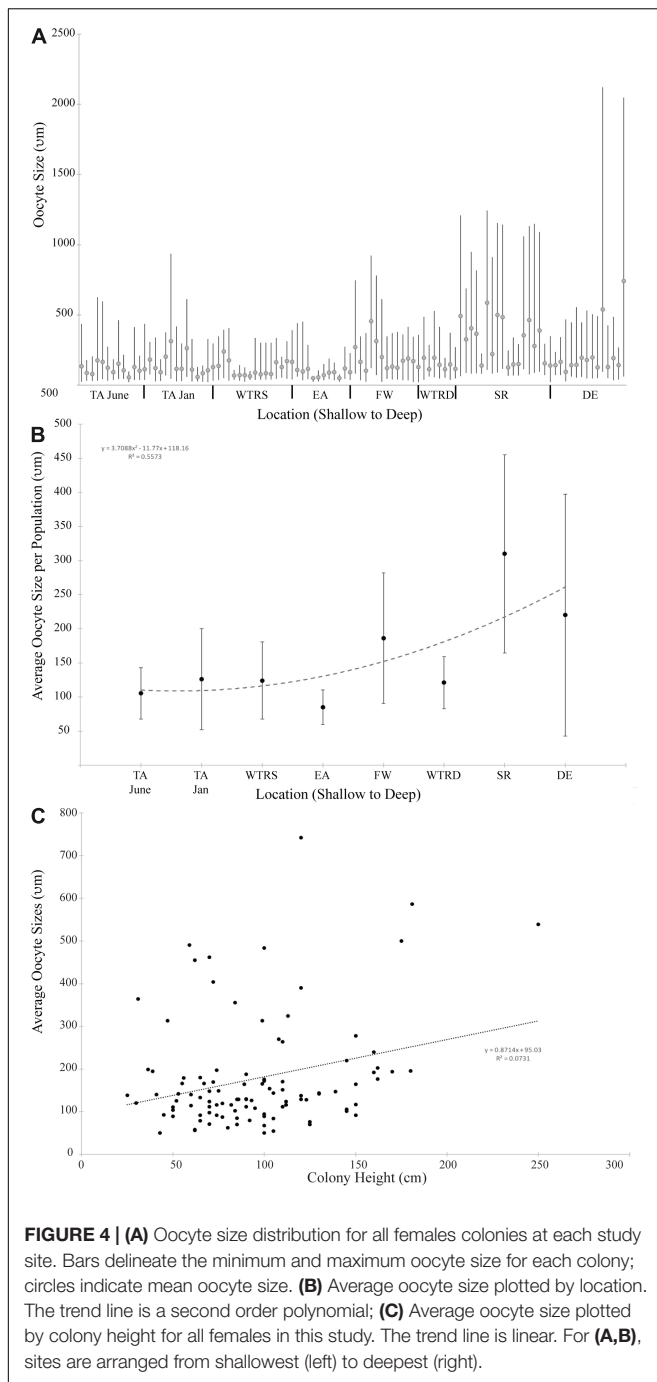 A
2500
2000
1500
1000
500
500
Oocyte Size (υm)
TA June TA Jan WTRS EA FW WTRD SR DE
Location (Shallow to Deep)
B
500
450
400
350
300
250
200
150
100
50
Average Oocyte Size per Population (υm)
y = 3.7088x² - 11.77x + 118.16
R² = 0.5573
TA June TA Jan WTRS EA FW WTRD SR DE
Location (Shallow to Deep)
C
800
700
600
500
400
300
200
100
0
Average Oocyte Sizes (υm)
y = 0.8714x + 95.03
R² = 0.0731
0 50 100 150 200 250 300
Colony Height (cm)
FIGURE 4 | (A) Oocyte size distribution for all females colonies at each study
site. Bars delineate the minimum and maximum oocyte size for each colony;
circles indicate mean oocyte size. (B) Average oocyte size plotted by location.
The trend line is a second order polynomial; (C) Average oocyte size plotted
by colony height for all females in this study. The trend line is linear. For (A,B),
sites are arranged from shallowest (left) to deepest (right).